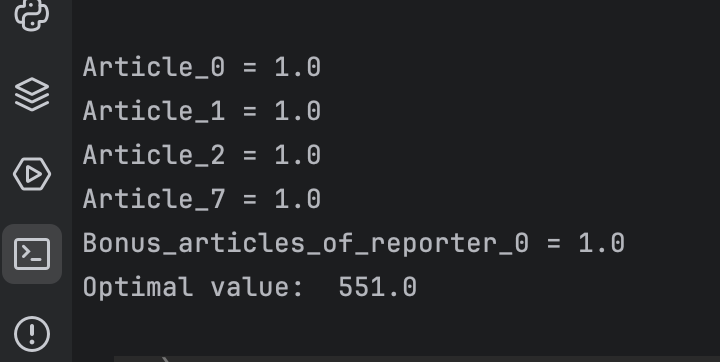 Article_0 = 1.0
Article_1 = 1.0
Article_2 = 1.0
Article_7 = 1.0
Bonus_articles_of_reporter_0 = 1.0
Optimal value:  551.0